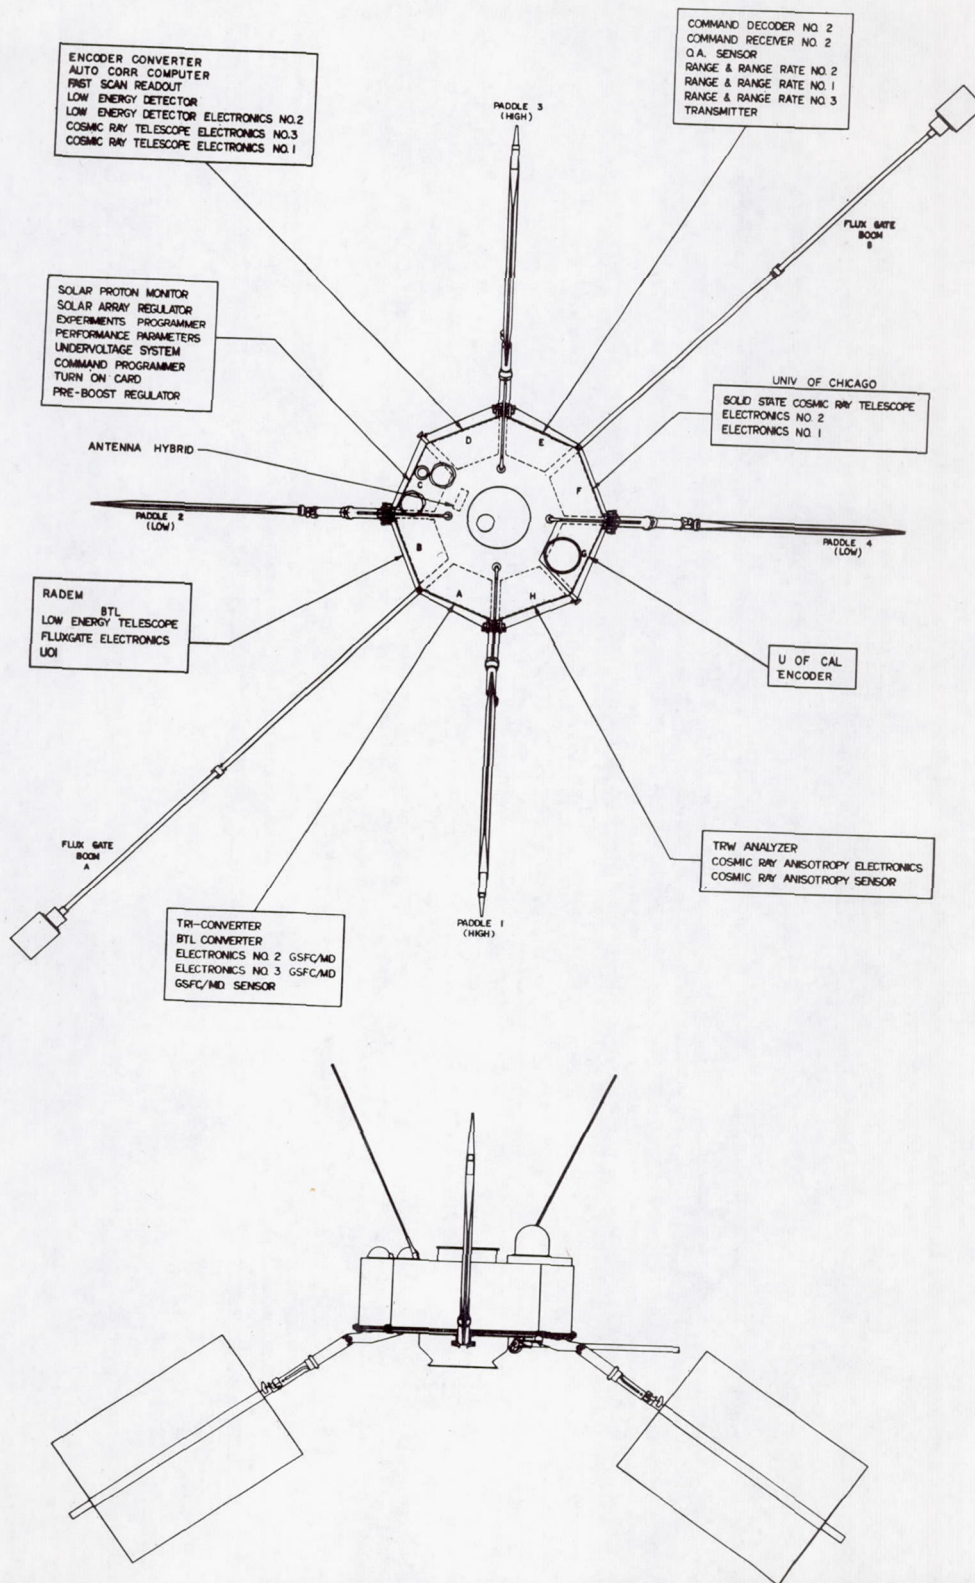 COMMAND DECODER NO. 2
COMMAND RECEIVER NO. 2
O.A. SENSOR
RANGE & RANGE RATE NO. 2
RANGE & RANGE RATE NO. 1
RANGE & RANGE RATE NO. 3
TRANSMITTER
ENCODER CONVERTER
AUTO CORR COMPUTER
FAST SCAN READOUT
LOW ENERGY DETECTOR
LOW ENERGY DETECTOR ELECTRONICS NO. 2
COSMIC RAY TELESCOPE ELECTRONICS NO. 3
COSMIC RAY TELESCOPE ELECTRONICS NO. 1
PADDLE 3
(HIGH)
FLUX GATE
BOOM
B
SOLAR PROTON MONITOR
SOLAR ARRAY REGULATOR
EXPERIMENTS PROGRAMMER
PERFORMANCE PARAMETERS
UNDERVOLTAGE SYSTEM
COMMAND PROGRAMMER
TURN ON CARD
PRE-BOOST REGULATOR
UNIV OF CHICAGO
SOLID STATE COSMIC RAY TELESCOPE
ELECTRONICS NO. 2
ELECTRONICS NO. 1
ANTENNA HYBRID
D
E
C
F
B
G
A
H
PADDLE 2
(LOW)
PADDLE 4
(LOW)
RADEM
BTL
LOW ENERGY TELESCOPE
FLUXGATE ELECTRONICS
UOI
U OF CAL
ENCODER
FLUX GATE
BOOM
A
TRW ANALYZER
COSMIC RAY ANISOTROPY ELECTRONICS
COSMIC RAY ANISOTROPY SENSOR
PADDLE 1
(HIGH)
TRI-CONVERTER
BTL CONVERTER
ELECTRONICS NO. 2 GSFC/MD
ELECTRONICS NO. 3 GSFC/MD
GSFC/MD SENSOR